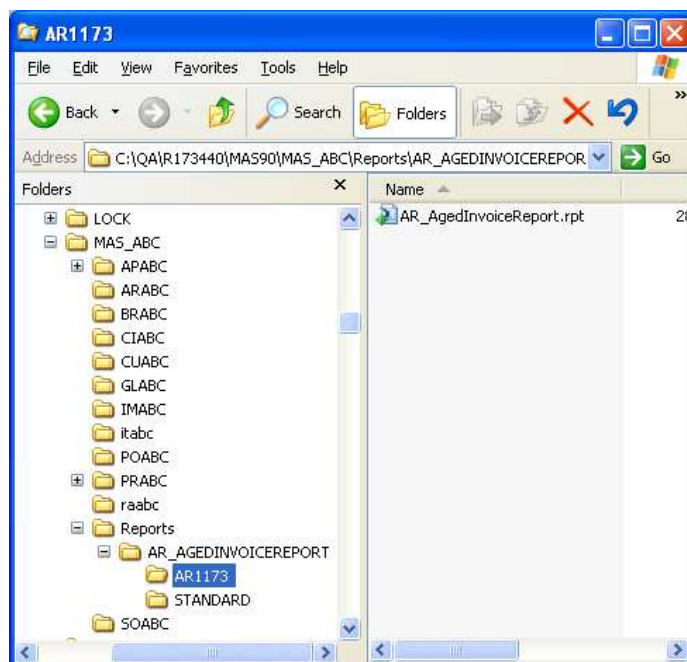 AR1173
File Edit View Favorites Tools Help
Back Search Folders »
Address C:\QA\R173440\MAS90\MAS_ABC\Reports\AR_AGEDINVOICEREPOR Go
Folders × Name
LOCK AR_AgedInvoiceReport.rpt 28
MAS_ABC
APABC
ARABC
BRABC
CIABC
CUABC
GLABC
IMABC
itabc
POABC
PRABC
raabc
Reports
AR_AGEDINVOICEREPORT
AR1173
STANDARD
SOABC